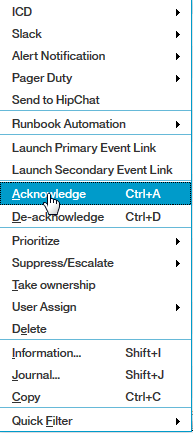 ICD
Slack
Alert Notificatiion
Pager Duty
Send to HipChat
Runbook Automation
Launch Primary Event Link
Launch Secondary Event Link
Acknowledge Ctrl+A
De-acknowledge Ctrl+D
Prioritize
Suppress/Escalate
Take ownership
User Assign
Delete
Information... Shift+I
Journal... Shift+J
Copy Ctrl+C
Quick Filter